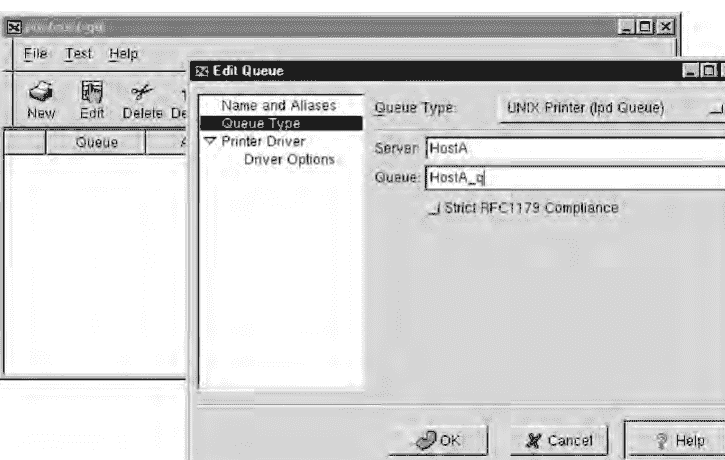 File Test Help
New Edit Delete De
Queue A
Edit Queue
Name and Aliases
Queue Type
Printer Driver
Driver Options
Queue Type: UNIX Printer (lpd Queue)
Server: HostA
Queue: HostA_q
Strict RFC1179 Compliance
OK Cancel Help